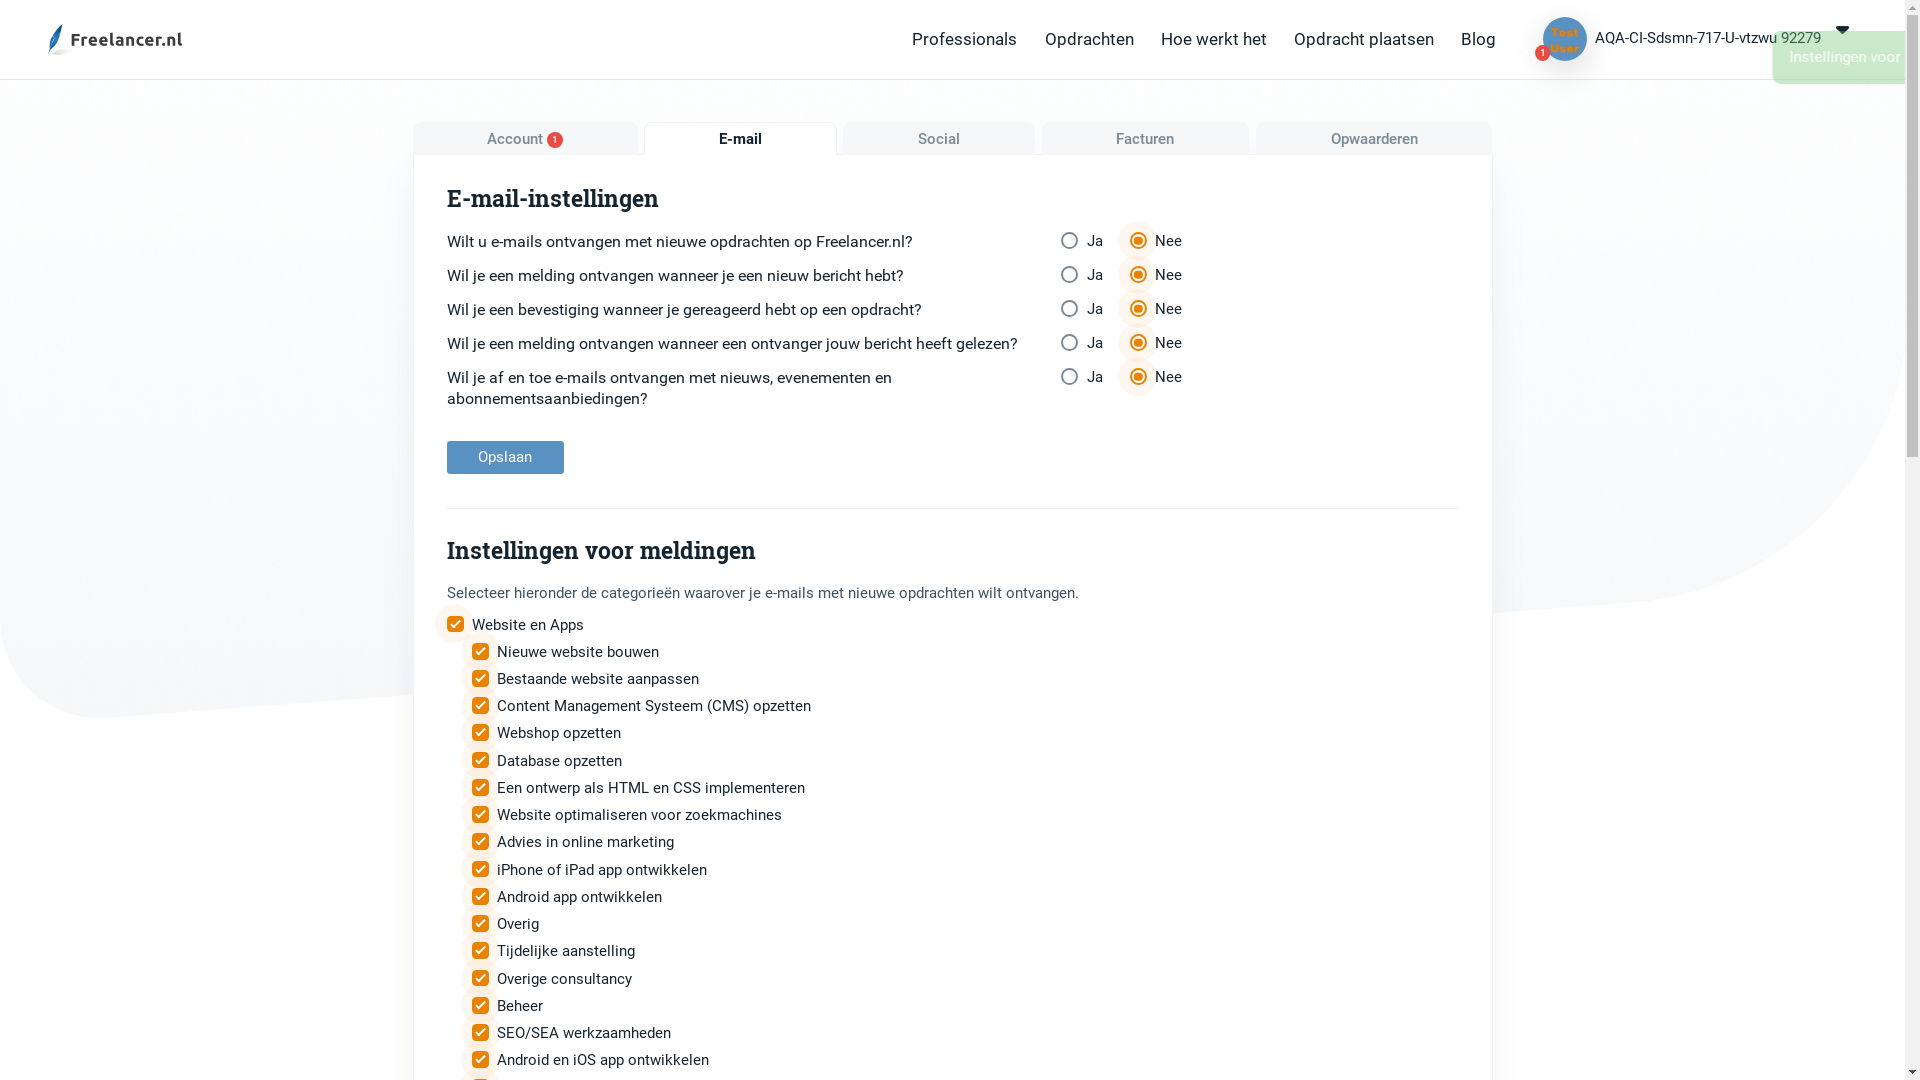 Freelancer.nl
Professionals
Opdrachten
Hoe werkt het
Opdracht plaatsen
Blog
Test
User
1
AQA-CI-Sdsmn-717-U-vtzwu 92279
Instellingen voor
Account 1
E-mail
Social
Facturen
Opwaarderen
E-mail-instellingen
Wilt u e-mails ontvangen met nieuwe opdrachten op Freelancer.nl?
Ja
Nee
Wil je een melding ontvangen wanneer je een nieuw bericht hebt?
Ja
Nee
Wil je een bevestiging wanneer je gereageerd hebt op een opdracht?
Ja
Nee
Wil je een melding ontvangen wanneer een ontvanger jouw bericht heeft gelezen?
Ja
Nee
Wil je af en toe e-mails ontvangen met nieuws, evenementen en
abonnementsaanbiedingen?
Ja
Nee
Opslaan
Instellingen voor meldingen
Selecteer hieronder de categorieën waarover je e-mails met nieuwe opdrachten wilt ontvangen.
Website en Apps
Nieuwe website bouwen
Bestaande website aanpassen
Content Management Systeem (CMS) opzetten
Webshop opzetten
Database opzetten
Een ontwerp als HTML en CSS implementeren
Website optimaliseren voor zoekmachines
Advies in online marketing
iPhone of iPad app ontwikkelen
Android app ontwikkelen
Overig
Tijdelijke aanstelling
Overige consultancy
Beheer
SEO/SEA werkzaamheden
Android en iOS app ontwikkelen